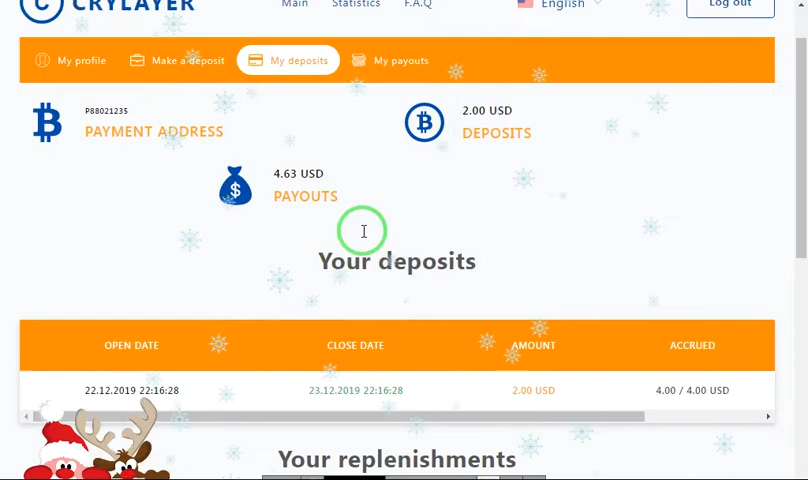 C CRYLAYER
Main Statistics F.A.Q English Log out
My profile Make a deposit My deposits My payouts
P88021235
PAYMENT ADDRESS
2.00 USD
DEPOSITS
4.63 USD
PAYOUTS
Your deposits
OPEN DATE CLOSE DATE AMOUNT ACCRUED
22.12.2019 22:16:28 23.12.2019 22:16:28 2.00 USD 4.00 / 4.00 USD
Your replenishments